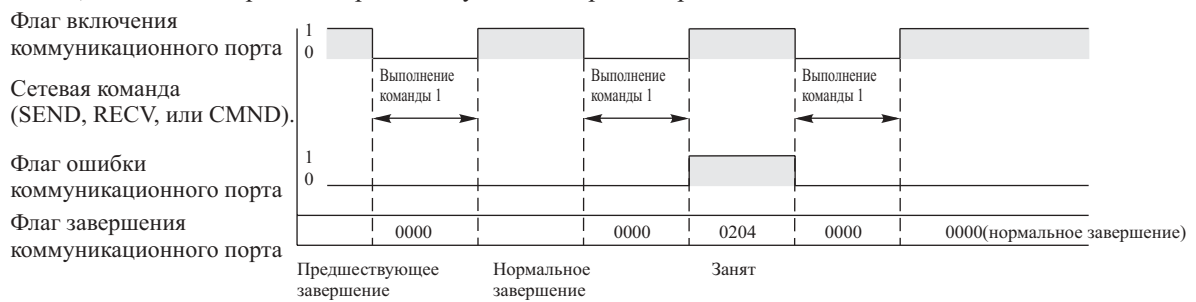 Флаг включения
коммуникационного порта
1
0
Сетевая команда
(SEND, RECV, или CMND).
Выполнение
команды 1
Выполнение
команды 1
Выполнение
команды 1
Флаг ошибки
коммуникационного порта
1
0
Флаг завершения
коммуникационного порта
0000 0000 0204 0000 0000(нормальное завершение)
Предшествующее
завершение
Нормальное
завершение
Занят